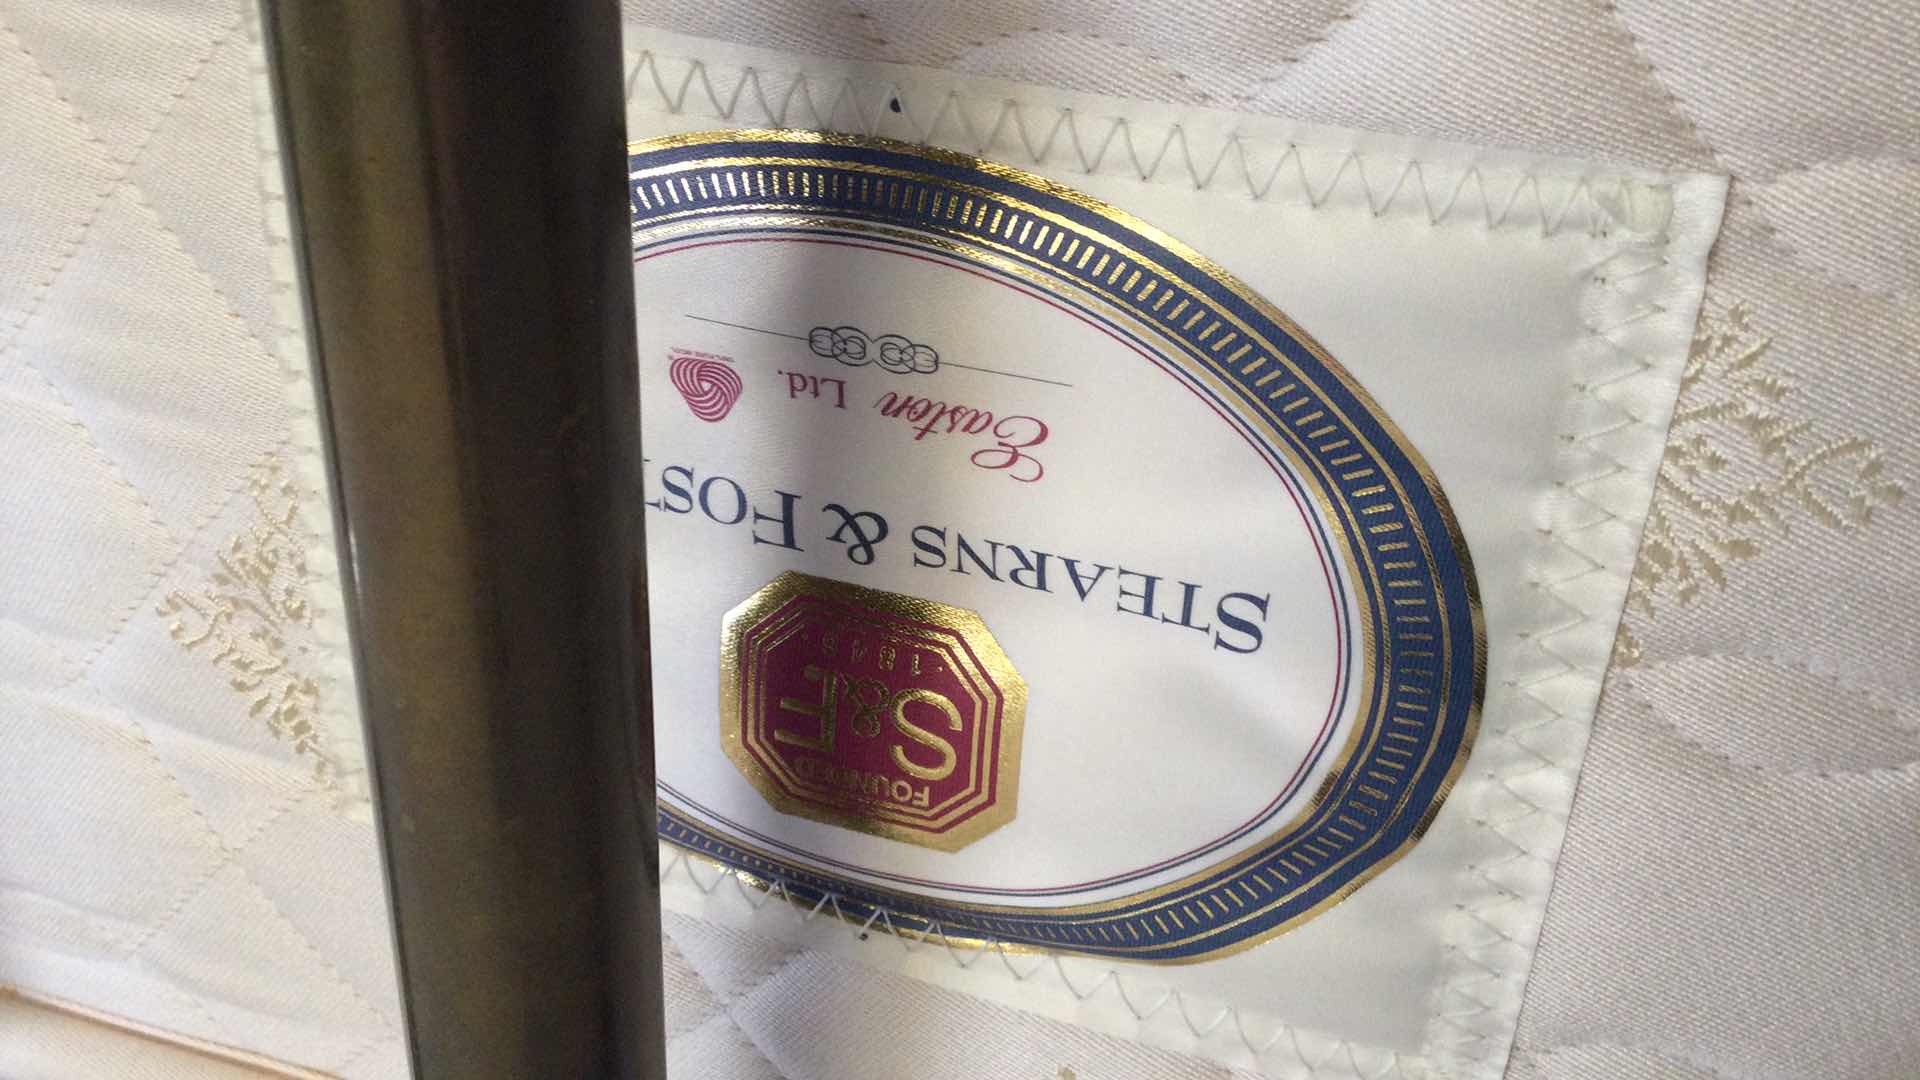 FOUNDED
S&F
·1846·
STEARNS & FOST
Easton Ltd.